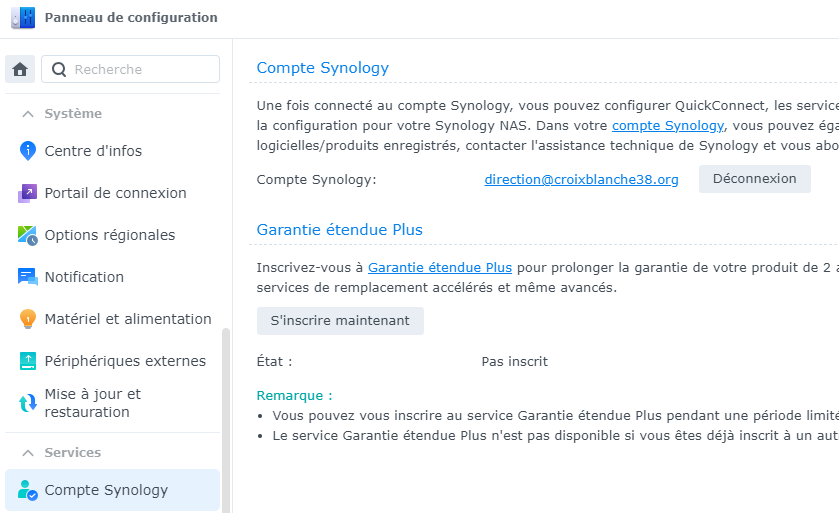 Panneau de configuration
Recherche
Système
Centre d'infos
Portail de connexion
Options régionales
Notification
Matériel et alimentation
Périphériques externes
Mise à jour et
restauration
Services
Compte Synology
Compte Synology
Une fois connecté au compte Synology, vous pouvez configurer QuickConnect, les service
la configuration pour votre Synology NAS. Dans votre compte Synology, vous pouvez éga
logicielles/produits enregistrés, contacter l'assistance technique de Synology et vous abo
Compte Synology: direction@croixblanche38.org Déconnexion
Garantie étendue Plus
Inscrivez-vous à Garantie étendue Plus pour prolonger la garantie de votre produit de 2 a
services de remplacement accélérés et même avancés.
S'inscrire maintenant
État : Pas inscrit
Remarque :
• Vous pouvez vous inscrire au service Garantie étendue Plus pendant une période limité
• Le service Garantie étendue Plus n'est pas disponible si vous êtes déjà inscrit à un aut